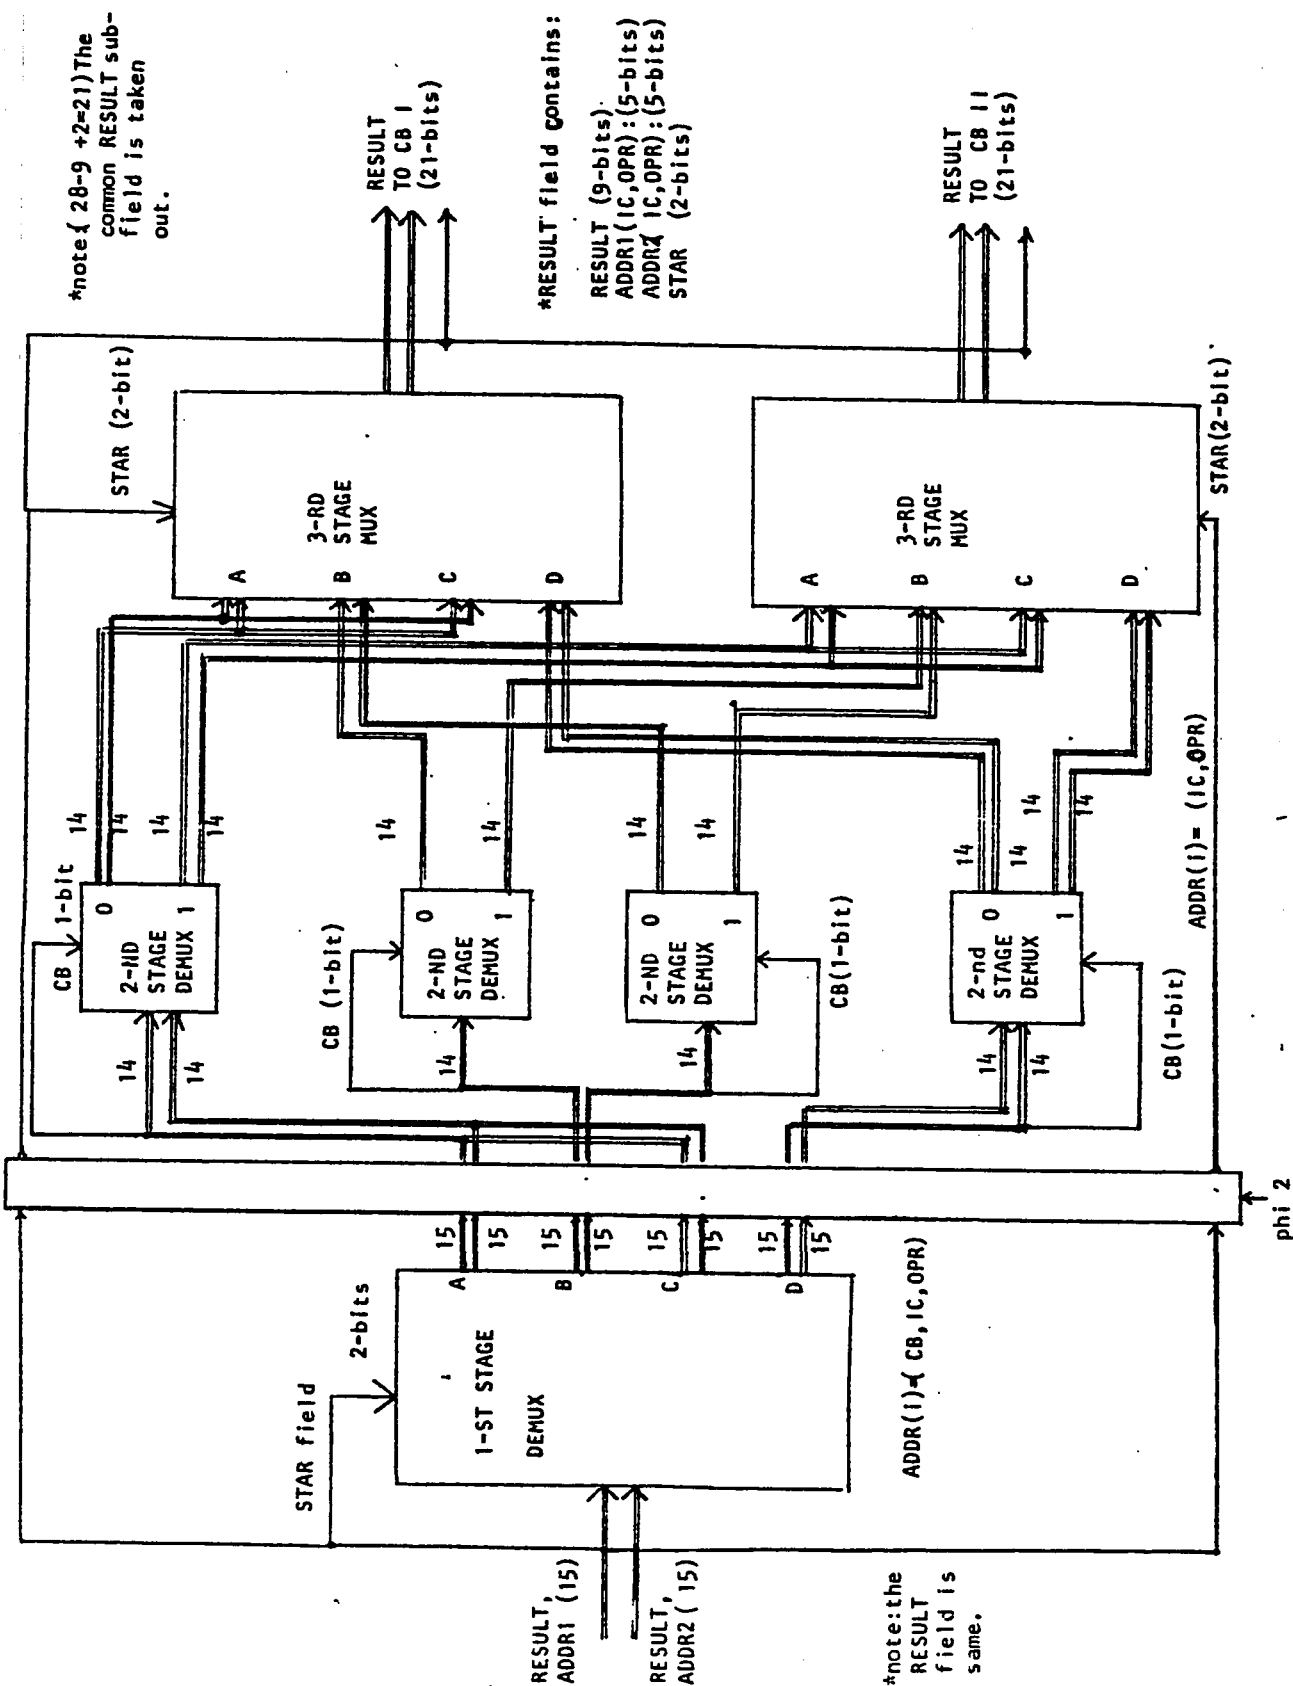 *note:( 28-9 +2=21)The
common RESULT sub-
field is taken
out.
RESULT
TO CB I
(21-bits)
*RESULT field contains:
RESULT (9-bits)
ADDR1(IC,OPR):(5-bits)
ADDR2( IC,OPR):(5-bits)
STAR (2-bits)
RESULT
TO CB II
(21-bits)
STAR (2-bit)
3-RD
STAGE
MUX
A
B
C
D
3-RD
STAGE
MUX
A
B
C
D
STAR(2-bit)
14
14
14
14
14
14
14
14
14
14
14
14
ADDR(I)= (IC,OPR)
CB 1-bit
2-ND
STAGE
DEMUX
0
1
CB (1-bit)
2-ND
STAGE
DEMUX
0
1
2-ND
STAGE
DEMUX
0
1
CB(1-bit)
2-nd
STAGE
DEMUX
0
1
CB(1-bit)
14
14
14
14
14
14
phi 2
15
15
15
15
15
15
15
15
STAR field
2-bits
1-ST STAGE
DEMUX
A
B
C
D
ADDR(I)=( CB,IC,OPR)
RESULT,
ADDR1 (15)
RESULT,
ADDR2( 15)
*note:the
RESULT
field is
same.